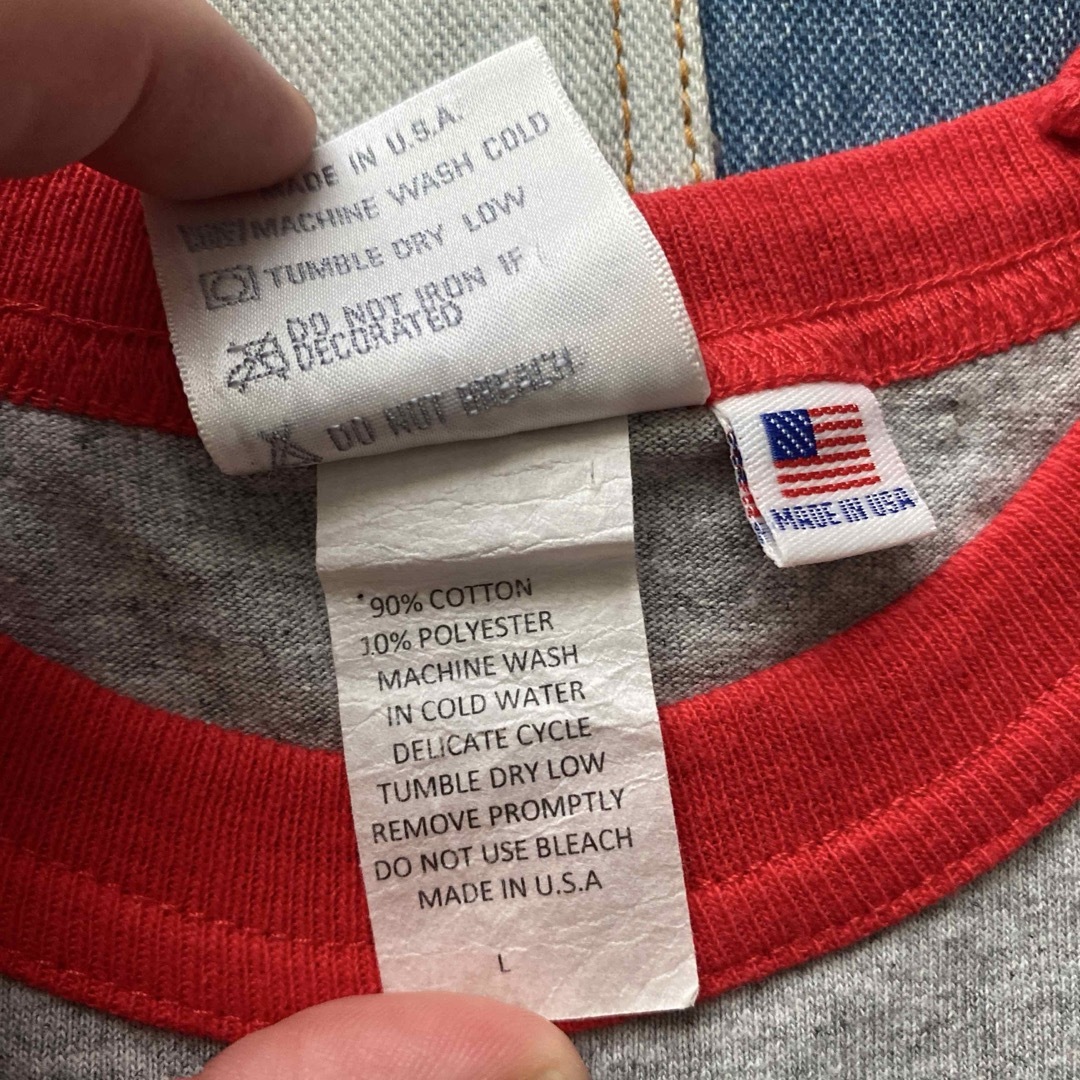 MADE IN U.S.A.
MACHINE WASH COLD
TUMBLE DRY LOW
DO NOT IRON IF
DECORATED
DO NOT BREACH
MADE IN USA
90% COTTON
10% POLYESTER
MACHINE WASH
IN COLD WATER
DELICATE CYCLE
TUMBLE DRY LOW
REMOVE PROMPTLY
DO NOT USE BLEACH
MADE IN U.S.A
L